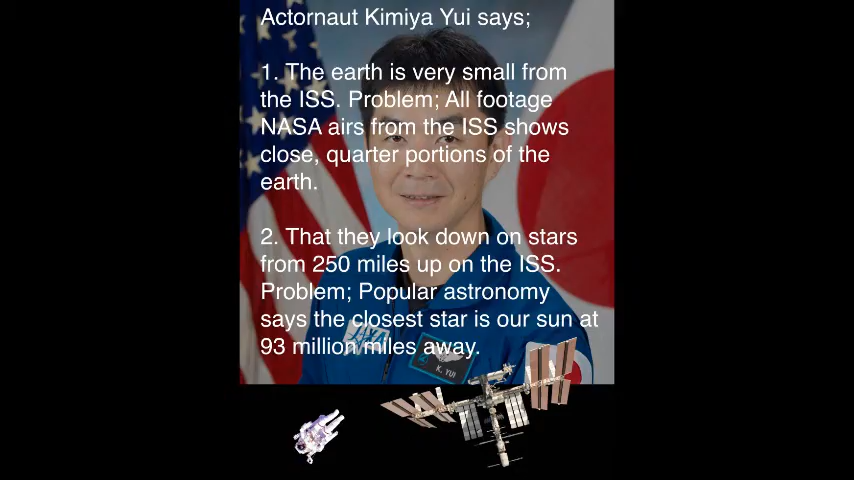 Actornaut Kimiya Yui says;
1. The earth is very small from
the ISS. Problem; All footage
NASA airs from the ISS shows
close, quarter portions of the
earth.
2. That they look down on stars
from 250 miles up on the ISS.
Problem; Popular astronomy
says the closest star is our sun at
93 million miles away.
K. YUI